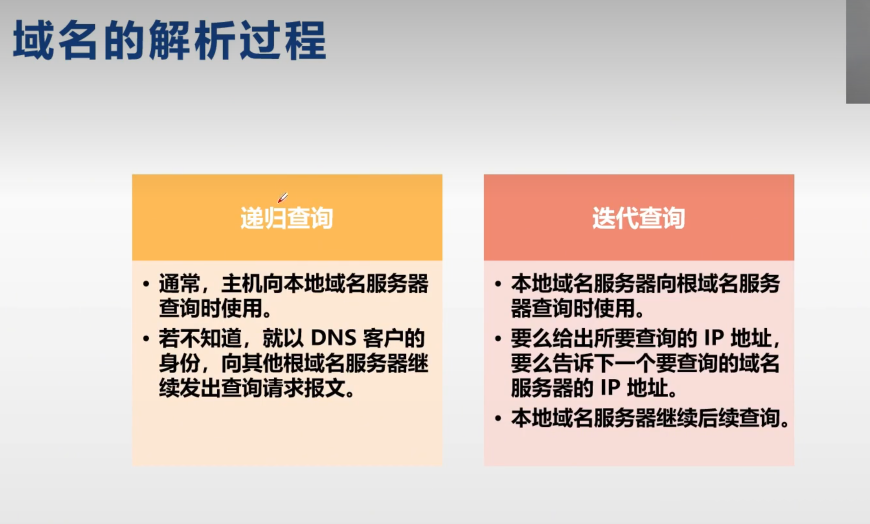 域名的解析过程
递归查询
• 通常，主机向本地域名服务器
查询时使用。
• 若不知道，就以 DNS 客户的
身份，向其他根域名服务器继
续发出查询请求报文。
迭代查询
• 本地域名服务器向根域名服务
器查询时使用。
• 要么给出所要查询的 IP 地址，
要么告诉下一个要查询的域名
服务器的 IP 地址。
• 本地域名服务器继续后续查询。